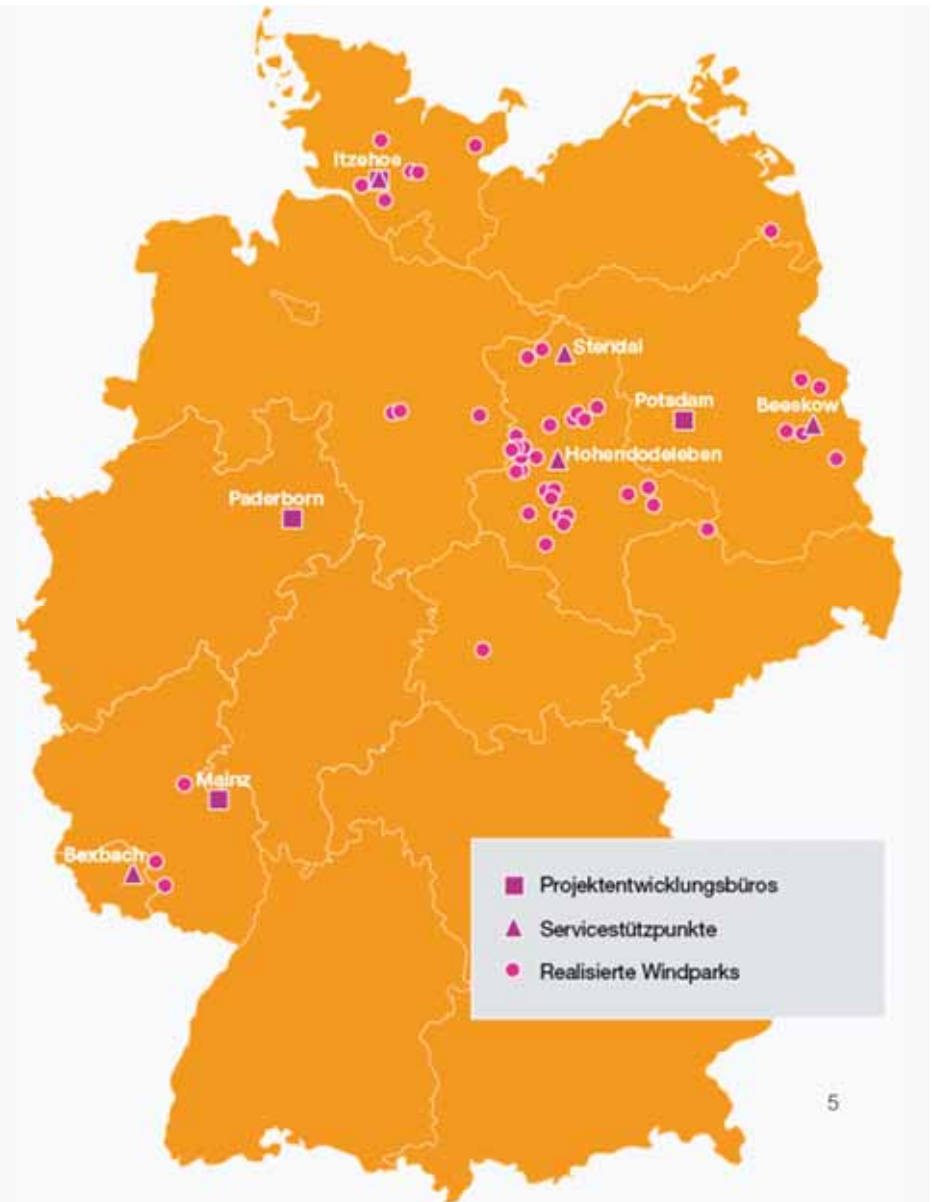 Itzehoe
Stendal
Potsdam
Beeskow
Hohendodeleben
Paderborn
Mainz
Bexbach
Projektentwicklungsbüros
Servicestützpunkte
Realisierte Windparks
5